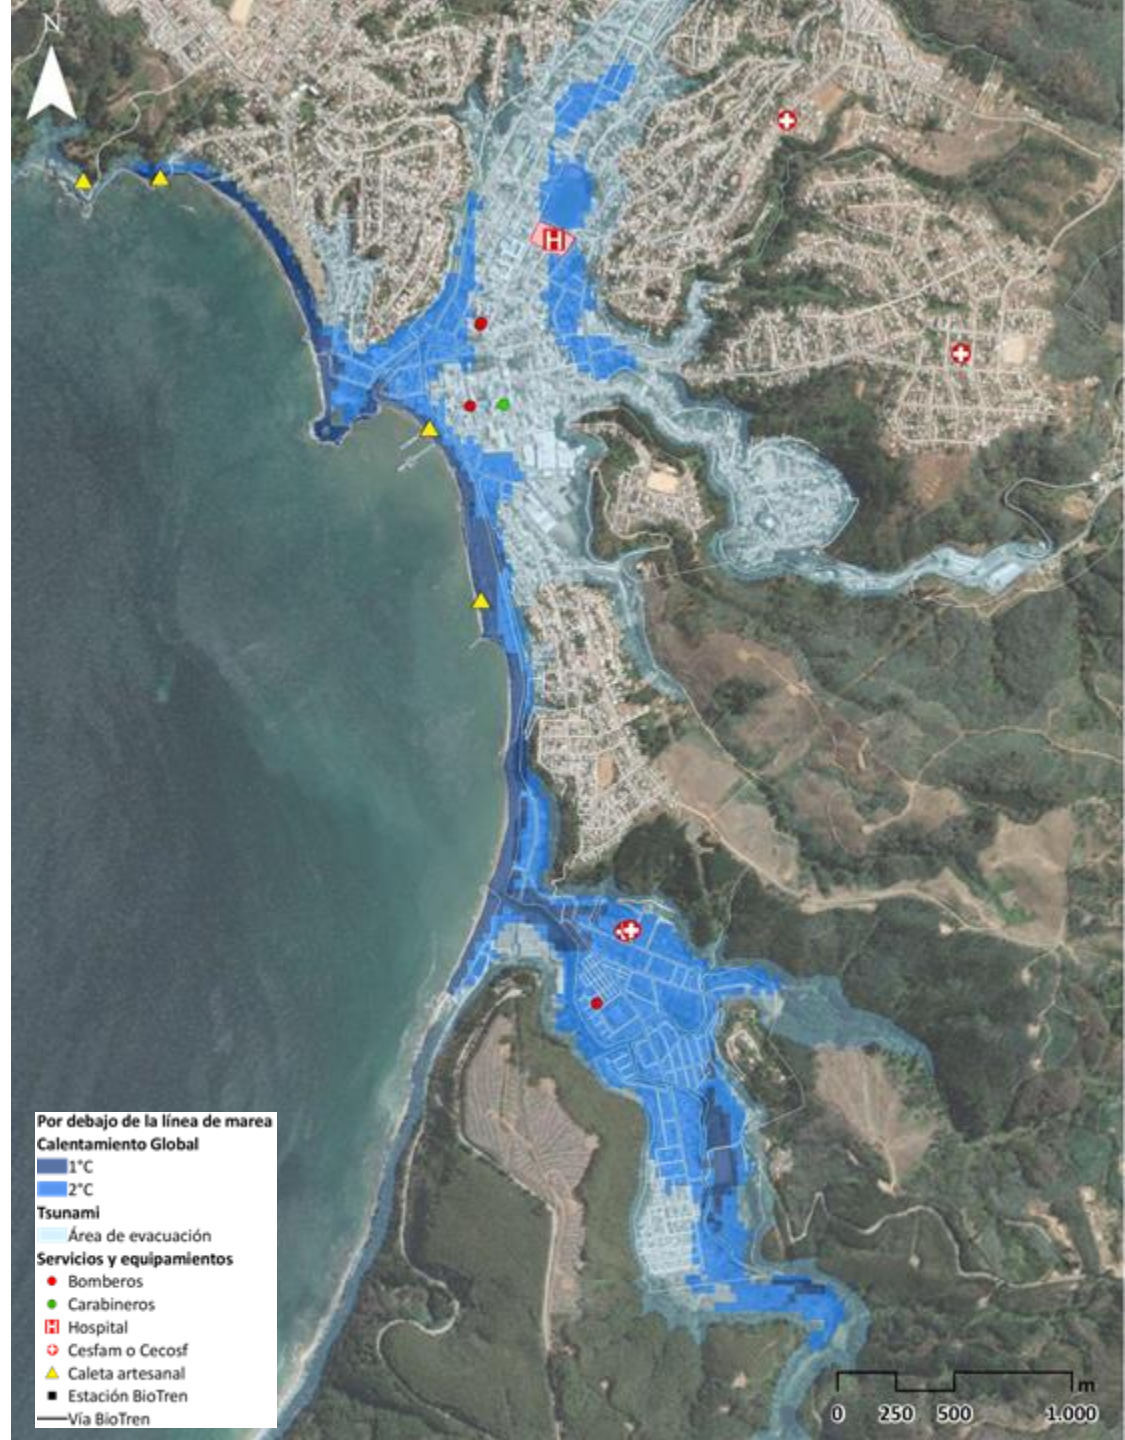 N
H
Por debajo de la línea de marea
Calentamiento Global
1°C
2°C
Tsunami
Área de evacuación
Servicios y equipamientos
Bomberos
Carabineros
H Hospital
Cesfam o Cecosf
Caleta artesanal
Estación BioTren
Vía BioTren
m
0 250 500 1.000